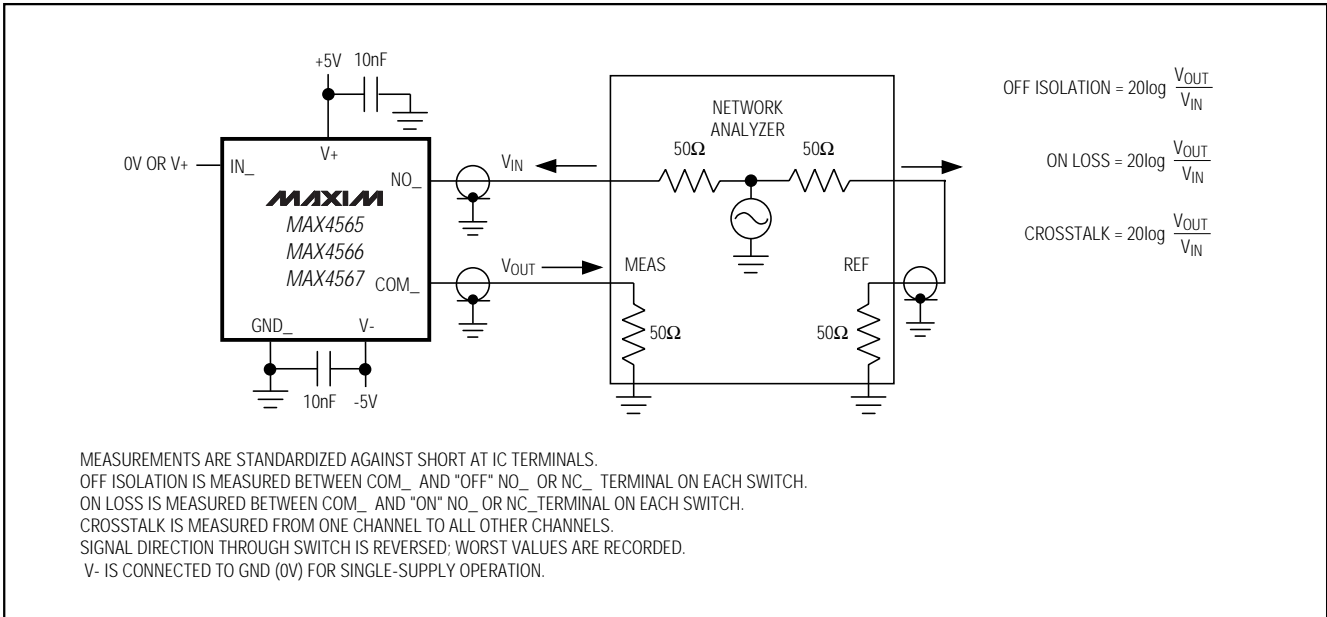 +5V 10nF
OFF ISOLATION = 20log VOUT
VIN
NETWORK
ANALYZER
50Ω 50Ω
0V OR V+
IN_
V+
NO_
VIN
ON LOSS = 20log VOUT
VIN
MAXIM
MAX4565
MAX4566
MAX4567
COM_
VOUT
MEAS
REF
CROSSTALK = 20log VOUT
VIN
GND_
V-
50Ω
50Ω
10nF
-5V
MEASUREMENTS ARE STANDARDIZED AGAINST SHORT AT IC TERMINALS.
OFF ISOLATION IS MEASURED BETWEEN COM_ AND "OFF" NO_ OR NC_ TERMINAL ON EACH SWITCH.
ON LOSS IS MEASURED BETWEEN COM_ AND "ON" NO_ OR NC_TERMINAL ON EACH SWITCH.
CROSSTALK IS MEASURED FROM ONE CHANNEL TO ALL OTHER CHANNELS.
SIGNAL DIRECTION THROUGH SWITCH IS REVERSED; WORST VALUES ARE RECORDED.
V- IS CONNECTED TO GND (0V) FOR SINGLE-SUPPLY OPERATION.